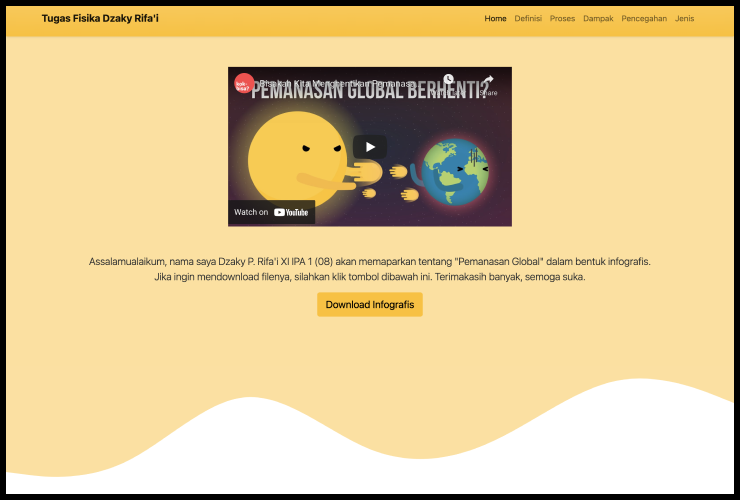 Tugas Fisika Dzaky Rifa'i
Home Definisi Proses Dampak Pencegahan Jenis
Bisakah Kita Menghentikan Pemanasa
Share
PEMANASAN GLOBAL BERHENTI?
Watch on YouTube
Assalamualaikum, nama saya Dzaky P. Rifa'i XI IPA 1 (08) akan memaparkan tentang "Pemanasan Global" dalam bentuk infografis.
Jika ingin mendownload filenya, silahkan klik tombol dibawah ini. Terimakasih banyak, semoga suka.
Download Infografis